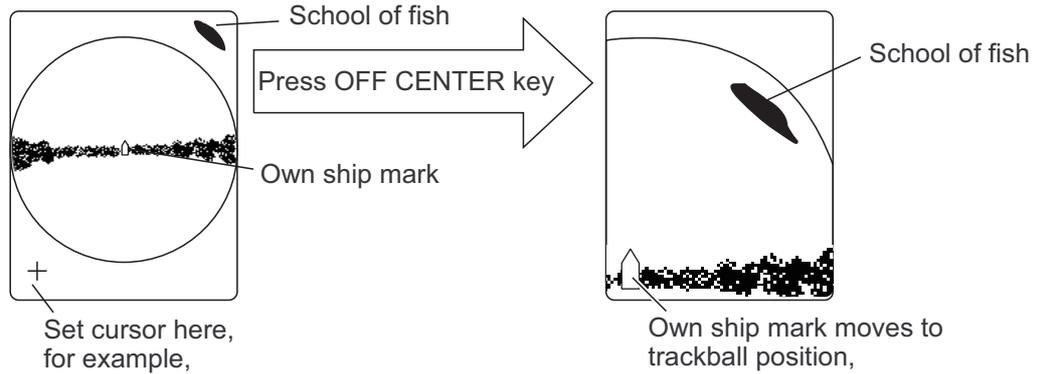 School of fish
Press OFF CENTER key
School of fish
Own ship mark
Set cursor here,
for example,
Own ship mark moves to
trackball position,